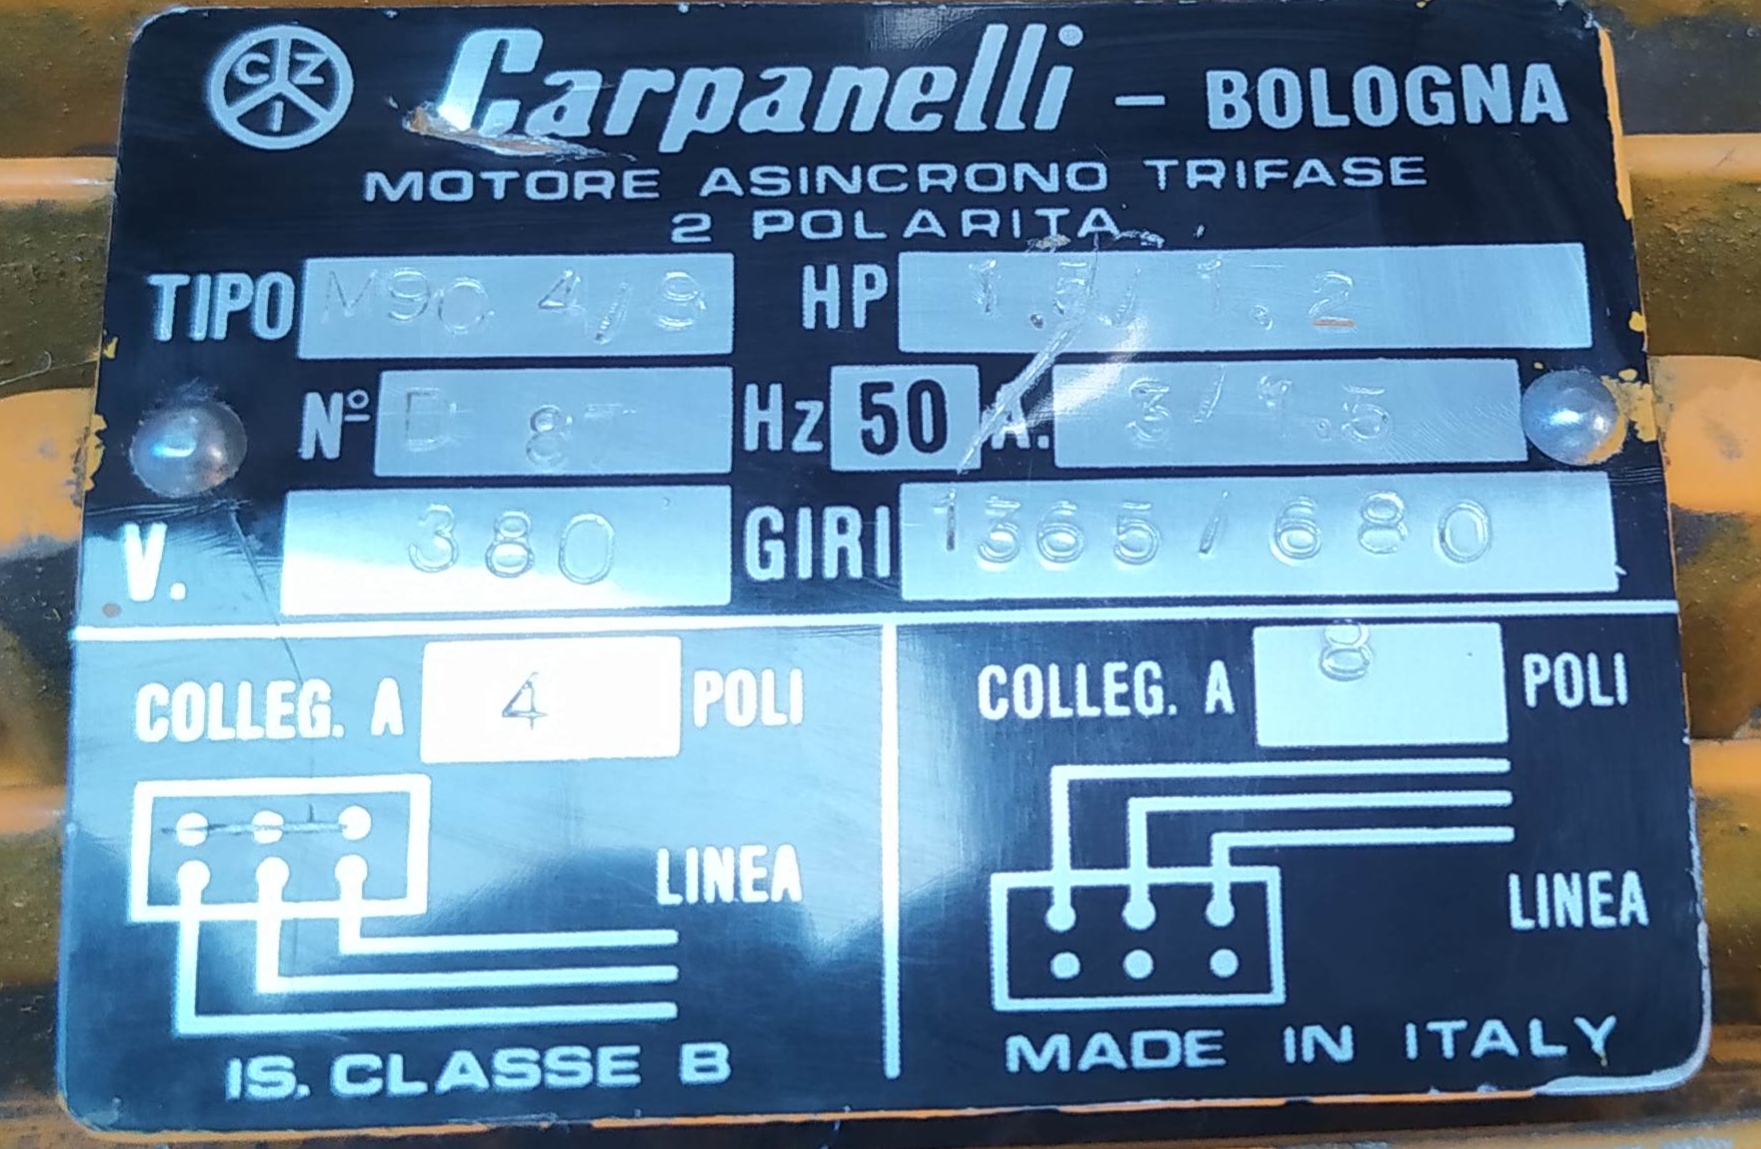 CZI Carpanelli - BOLOGNA
MOTORE ASINCRONO TRIFASE
2 POLARITA
TIPO M90 4/8 HP 1.5/1.2
Nº D 87 Hz 50 A. 3/1.5
V. 380 GIRI 1365/680
COLLEG. A 4 POLI
LINEA
IS. CLASSE B
COLLEG. A 8 POLI
LINEA
MADE IN ITALY